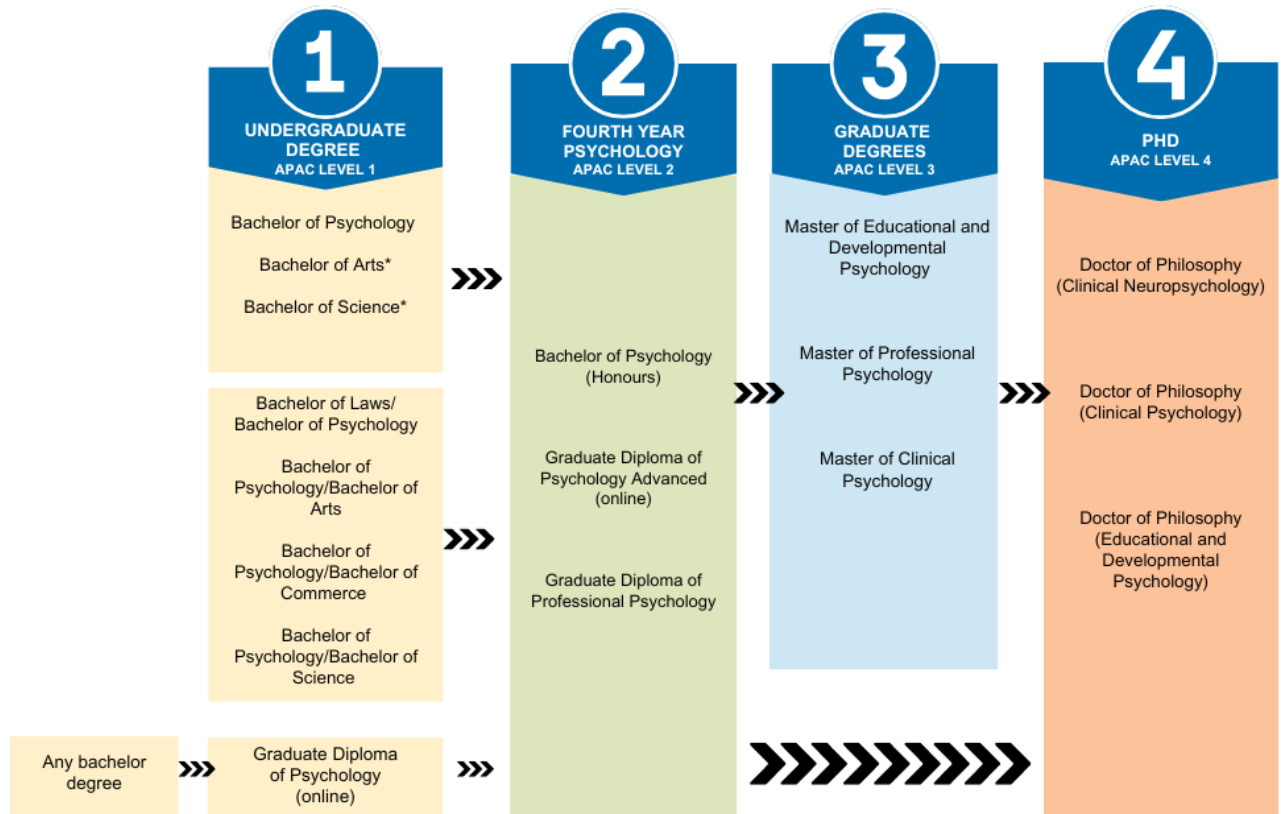 1
UNDERGRADUATE
DEGREE
APAC LEVEL 1
Bachelor of Psychology
Bachelor of Arts*
Bachelor of Science*
Bachelor of Laws/
Bachelor of Psychology
Bachelor of
Psychology/Bachelor of
Arts
Bachelor of
Psychology/Bachelor of
Commerce
Bachelor of
Psychology/Bachelor of
Science
Any bachelor
degree
Graduate Diploma
of Psychology
(online)
2
FOURTH YEAR
PSYCHOLOGY
APAC LEVEL 2
Bachelor of Psychology
(Honours)
Graduate Diploma of
Psychology Advanced
(online)
Graduate Diploma of
Professional Psychology
3
GRADUATE
DEGREES
APAC LEVEL 3
Master of Educational and
Developmental
Psychology
Master of Professional
Psychology
Master of Clinical
Psychology
4
PHD
APAC LEVEL 4
Doctor of Philosophy
(Clinical Neuropsychology)
Doctor of Philosophy
(Clinical Psychology)
Doctor of Philosophy
(Educational and
Developmental
Psychology)